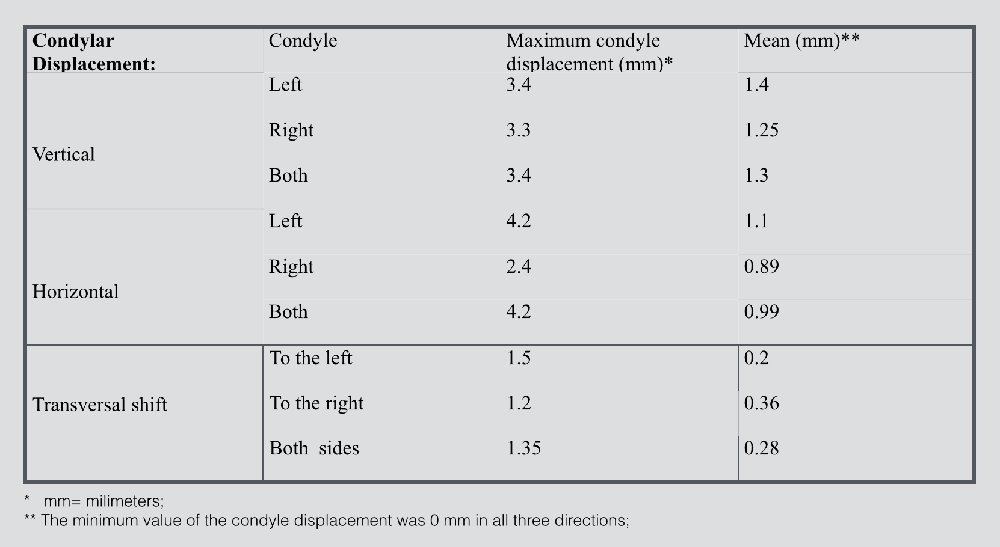 Condylar Displacement: Condyle Maximum condyle displacement (mm)* Mean (mm)**
Vertical
Left 3.4 1.4
Right 3.3 1.25
Both 3.4 1.3
Horizontal
Left 4.2 1.1
Right 2.4 0.89
Both 4.2 0.99
Transversal shift
To the left 1.5 0.2
To the right 1.2 0.36
Both sides 1.35 0.28
* mm= milimeters;
** The minimum value of the condyle displacement was 0 mm in all three directions;